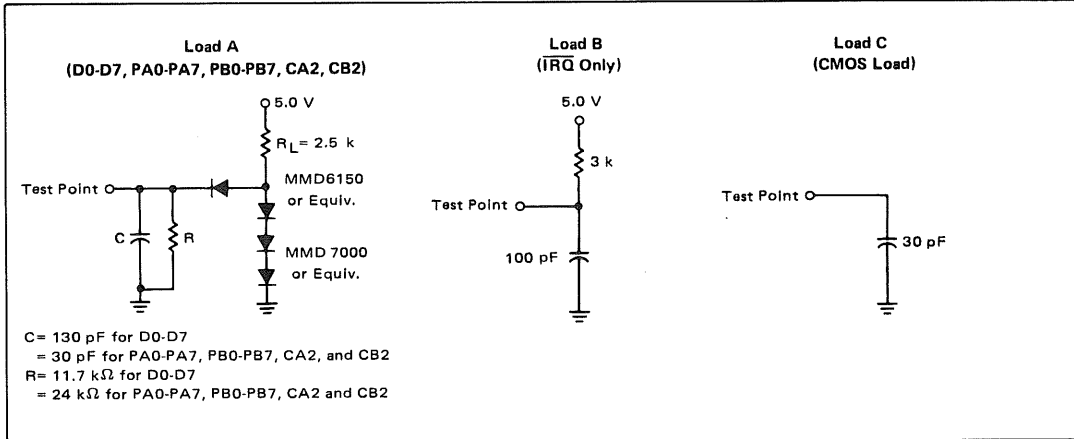 Load A
(D0-D7, PA0-PA7, PB0-PB7, CA2, CB2)
5.0 V
RL= 2.5 k
MMD6150
or Equiv.
Test Point
C
R
MMD 7000
or Equiv.
C= 130 pF for D0-D7
= 30 pF for PA0-PA7, PB0-PB7, CA2, and CB2
R= 11.7 kΩ for D0-D7
= 24 kΩ for PA0-PA7, PB0-PB7, CA2 and CB2
Load B
(IRQ Only)
5.0 V
3 k
Test Point
100 pF
Load C
(CMOS Load)
Test Point
30 pF